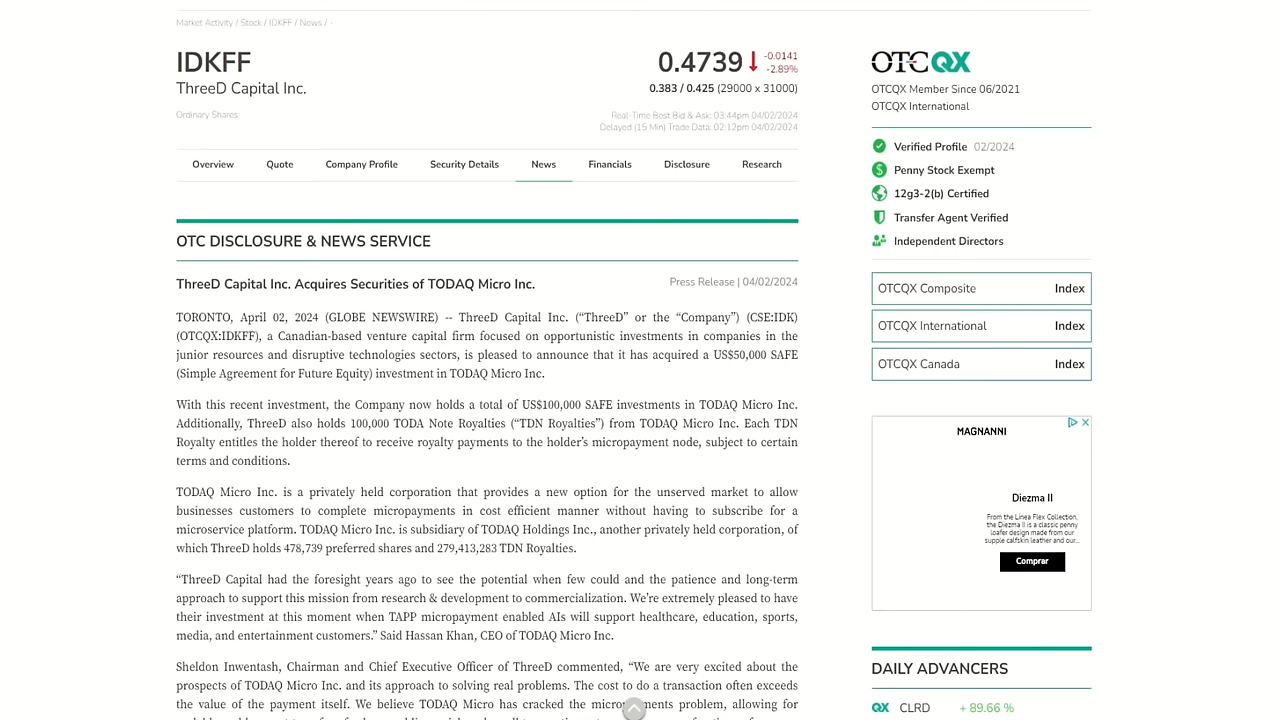 Market Activity / Stock / IDKFF / News / -
IDKFF
0.4739
-0.0141
-2.89%
ThreeD Capital Inc.
0.383 / 0.425 (29000 x 31000)
Ordinary Shares
Real-Time Best Bid & Ask: 03:44pm 04/02/2024
Delayed (15 Min) Trade Data: 02:12pm 04/02/2024
Overview Quote Company Profile Security Details News Financials Disclosure Research
OTC DISCLOSURE & NEWS SERVICE
ThreeD Capital Inc. Acquires Securities of TODAQ Micro Inc.
Press Release | 04/02/2024
TORONTO, April 02, 2024 (GLOBE NEWSWIRE) -- ThreeD Capital Inc. (“ThreeD” or the “Company”) (CSE:IDK)
(OTCQX:IDKFF), a Canadian-based venture capital firm focused on opportunistic investments in companies in the
junior resources and disruptive technologies sectors, is pleased to announce that it has acquired a US$50,000 SAFE
(Simple Agreement for Future Equity) investment in TODAQ Micro Inc.
With this recent investment, the Company now holds a total of US$100,000 SAFE investments in TODAQ Micro Inc.
Additionally, ThreeD also holds 100,000 TODA Note Royalties (“TDN Royalties”) from TODAQ Micro Inc. Each TDN
Royalty entitles the holder thereof to receive royalty payments to the holder’s micropayment node, subject to certain
terms and conditions.
TODAQ Micro Inc. is a privately held corporation that provides a new option for the unserved market to allow
businesses customers to complete micropayments in cost efficient manner without having to subscribe for a
microservice platform. TODAQ Micro Inc. is subsidiary of TODAQ Holdings Inc., another privately held corporation, of
which ThreeD holds 478,739 preferred shares and 279,413,283 TDN Royalties.
“ThreeD Capital had the foresight years ago to see the potential when few could and the patience and long-term
approach to support this mission from research & development to commercialization. We’re extremely pleased to have
their investment at this moment when TAPP micropayment enabled AIs will support healthcare, education, sports,
media, and entertainment customers.” Said Hassan Khan, CEO of TODAQ Micro Inc.
Sheldon Inwentash, Chairman and Chief Executive Officer of ThreeD commented, “We are very excited about the
prospects of TODAQ Micro Inc. and its approach to solving real problems. The cost to do a transaction often exceeds
the value of the payment itself. We believe TODAQ Micro has cracked the problem, allowing for
OTCQX
OTCQX Member Since 06/2021
OTCQX International
Verified Profile 02/2024
Penny Stock Exempt
12g3-2(b) Certified
Transfer Agent Verified
Independent Directors
OTCQX Composite Index
OTCQX International Index
OTCQX Canada Index
MAGNANNI
Diezma II
From the Linea Flex Collection,
the Diezma II is a classic penny
loafer design made from our
supple calfskin leather and our...
Comprar
DAILY ADVANCERS
QX CLRD + 89.66 %